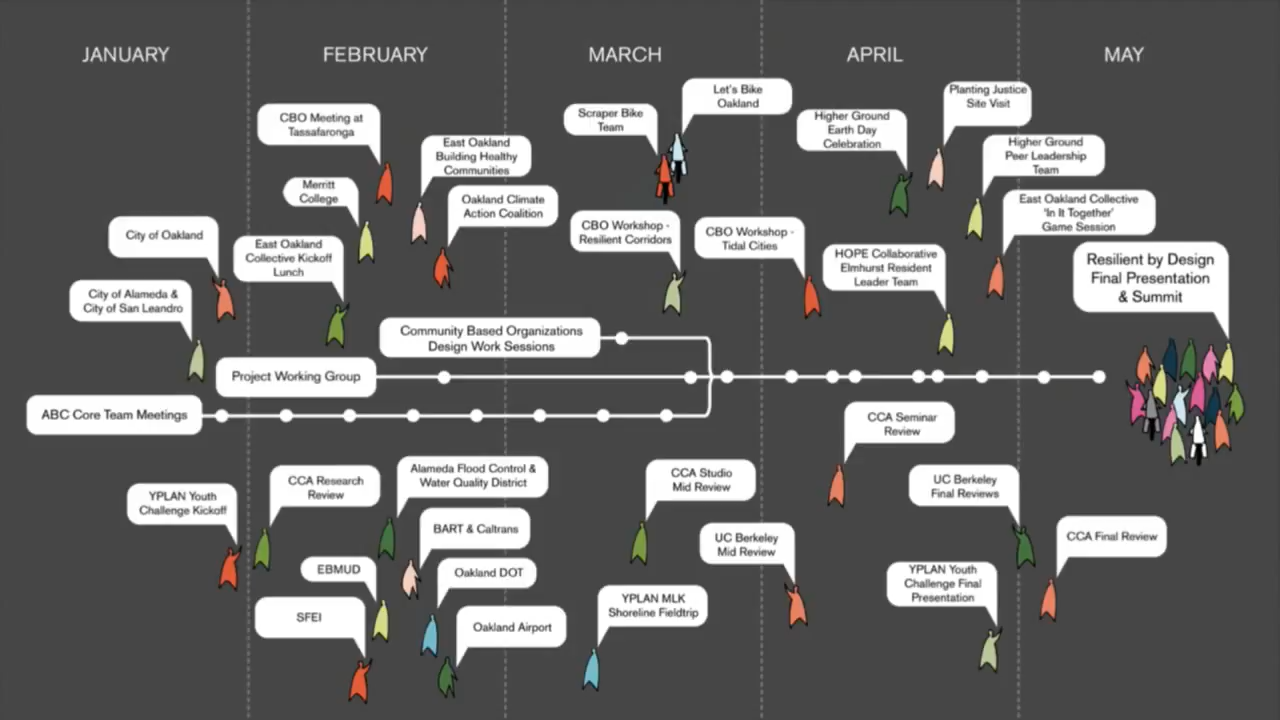 JANUARY
FEBRUARY
MARCH
APRIL
MAY
City of Oakland
City of Alameda &
City of San Leandro
CBO Meeting at
Tassafaronga
East Oakland
Building Healthy
Communities
Merritt
College
Oakland Climate
Action Coalition
East Oakland
Collective Kickoff
Lunch
Scraper Bike
Team
Let's Bike
Oakland
CBO Workshop -
Resilient Corridors
CBO Workshop -
Tidal Cities
Higher Ground
Earth Day
Celebration
Planting Justice
Site Visit
Higher Ground
Peer Leadership
Team
East Oakland Collective
'In It Together'
Game Session
HOPE Collaborative
Elmhurst Resident
Leader Team
Resilient by Design
Final Presentation
& Summit
Community Based Organizations
Design Work Sessions
Project Working Group
ABC Core Team Meetings
YPLAN Youth
Challenge Kickoff
CCA Research
Review
Alameda Flood Control &
Water Quality District
BART & Caltrans
EBMUD
Oakland DOT
SFEI
Oakland Airport
CCA Studio
Mid Review
UC Berkeley
Mid Review
YPLAN MLK
Shoreline Fieldtrip
CCA Seminar
Review
UC Berkeley
Final Reviews
CCA Final Review
YPLAN Youth
Challenge Final
Presentation